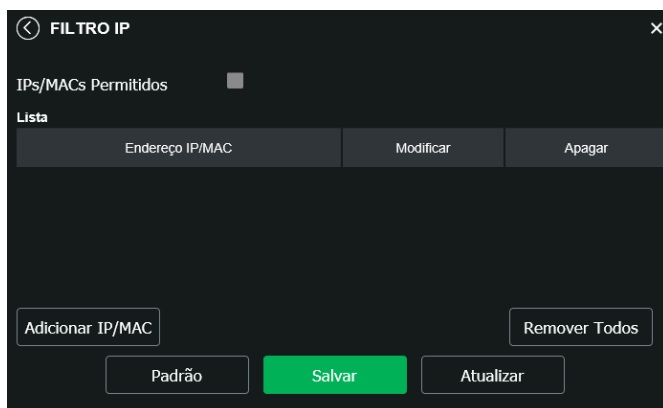 FILTRO IP
IPs/MACs Permitidos
Lista
Endereço IP/MAC Modificar Apagar
Adicionar IP/MAC Remover Todos
Padrão Salvar Atualizar